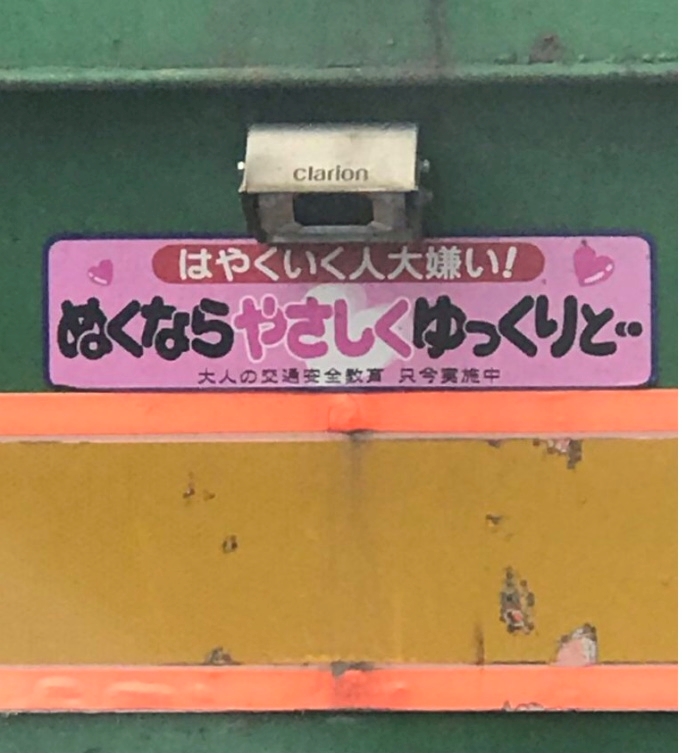 clarion
はやくいく人大嫌い!
ぬくならやさしくゆっくりと‥
大人の交通安全教育 只今実施中